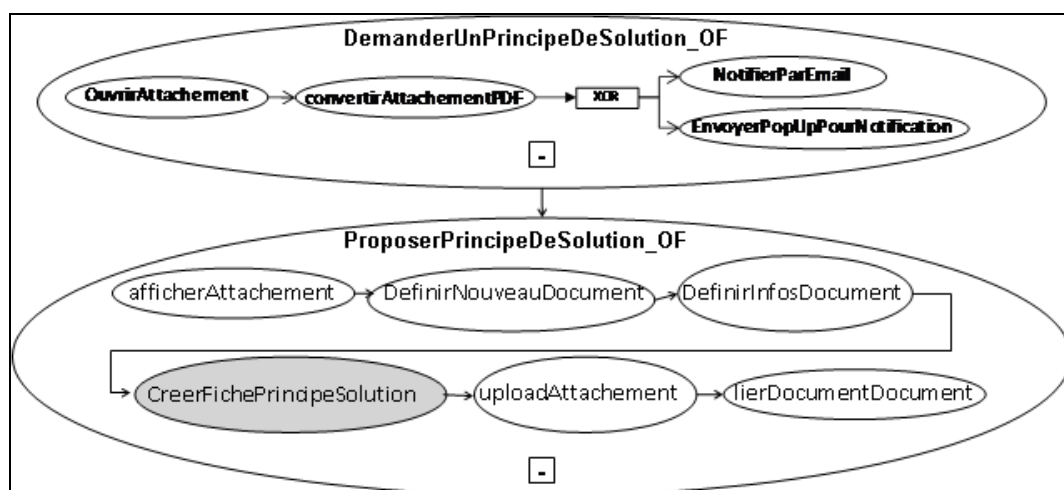 DemanderUnPrincipeDeSolution_OF
OuvrirAttachement
convertirAttachementPDF
XOR
NotifierParEmail
EnvoyerPopUpPourNotification
-
ProposerPrincipeDeSolution_OF
afficherAttachement
DefinirNouveauDocument
DefinirInfosDocument
CreerFichePrincipeSolution
uploadAttachement
lierDocumentDocument
-